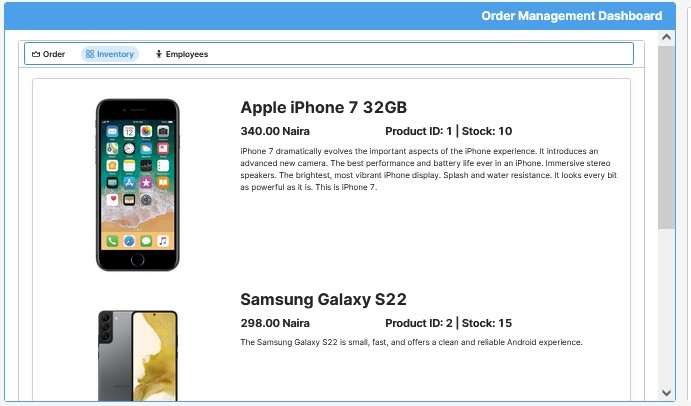 Order Management Dashboard
Order Inventory Employees
Apple iPhone 7 32GB
340.00 Naira Product ID: 1 | Stock: 10
iPhone 7 dramatically evolves the important aspects of the iPhone experience. It introduces an
advanced new camera. The best performance and battery life ever in an iPhone. Immersive stereo
speakers. The brightest, most vibrant iPhone display. Splash and water resistance. It looks every bit
as powerful as it is. This is iPhone 7.
Samsung Galaxy S22
298.00 Naira Product ID: 2 | Stock: 15
The Samsung Galaxy S22 is small, fast, and offers a clean and reliable Android experience.